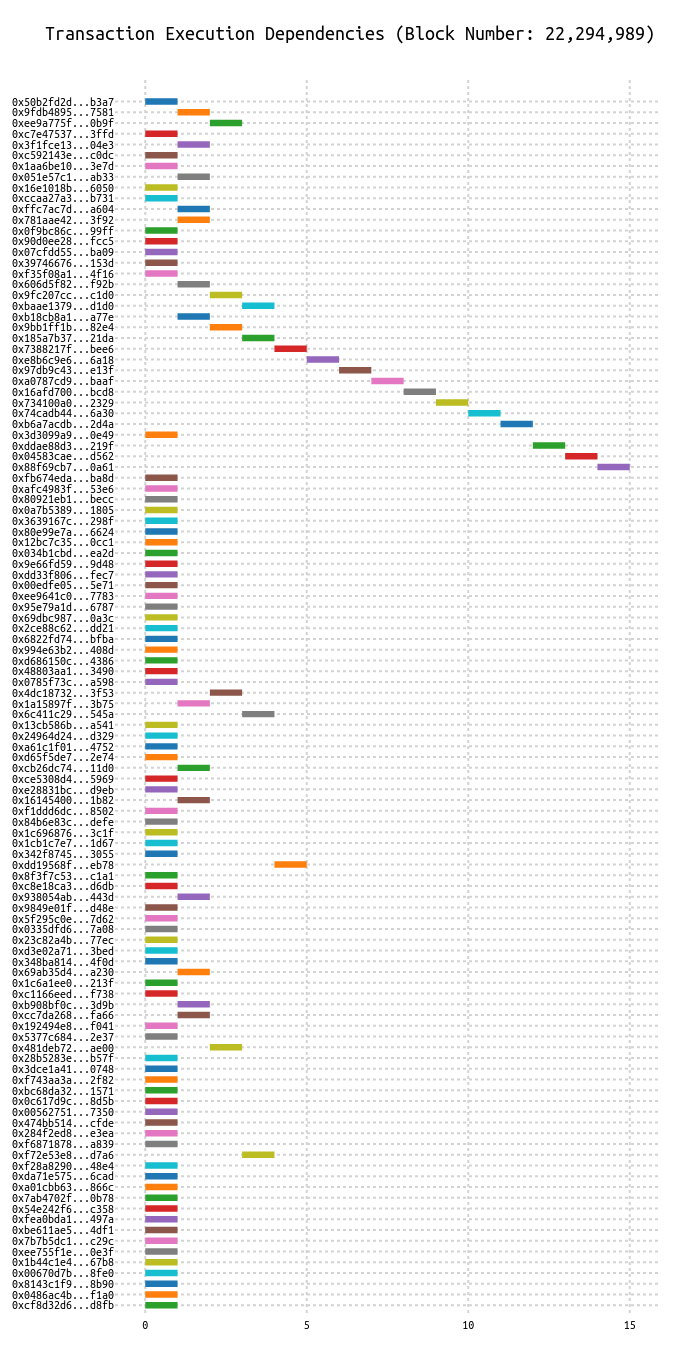 Transaction Execution Dependencies (Block Number: 22,294,989)
0x50b2fd2d...b3a7
0x9fdb4895...7581
0xee9a775f...0b9f
0xc7e47537...3ffd
0x3f1fce13...04e3
0xc592143e...c0dc
0x1aa6be10...3e7d
0x051e57c1...ab33
0x16e1018b...6050
0xccaa27a3...b731
0xffc7ac7d...a604
0x781aae42...3f92
0x0f9bc86c...99ff
0x90d0ee28...fcc5
0x07cfdd55...ba09
0x39746676...153d
0xf35f08a1...4f16
0x606d5f82...f92b
0x9fc207cc...c1d0
0xbaae1379...d1d0
0xb18cb8a1...a77e
0x9bb1ff1b...82e4
0x185a7b37...21da
0x7388217f...bee6
0xe8b6c9e6...6a18
0x97db9c43...e13f
0xa0787cd9...baaf
0x16afd700...bcd8
0x734100a0...2329
0x74cadb44...6a30
0xb6a7acdb...2d4a
0x3d3099a9...0e49
0xddae88d3...219f
0x04583cae...d562
0x88f69cb7...0a61
0xfb674eda...ba8d
0xafc4983f...53e6
0x80921eb1...becc
0x0a7b5389...1805
0x3639167c...298f
0x80e99e7a...6624
0x12bc7c35...0cc1
0x034b1cbd...ea2d
0x9e66fd59...9d48
0xdd33f806...fec7
0x00edfe05...5e71
0xee9641c0...7783
0x95e79a1d...6787
0x69dbc987...0a3c
0x2ce88c62...dd21
0x6822fd74...bfba
0x994e63b2...408d
0xd686150c...4386
0x48803aa1...3490
0x0785f73c...a598
0x4dc18732...3f53
0x1a15897f...3b75
0x6c411c29...545a
0x13cb586b...a541
0x24964d24...d329
0xa61c1f01...4752
0xd65f5de7...2e74
0xcb26dc74...11d0
0xce5308d4...5969
0xe28831bc...d9eb
0x16145400...1b82
0xf1ddd6dc...8502
0x84b6e83c...defe
0x1c696876...3c1f
0x1cb1c7e7...1d67
0x342f8745...3055
0xdd19568f...eb78
0x8f3f7c53...c1a1
0xc8e18ca3...d6db
0x938054ab...443d
0x9849e01f...d48e
0x5f295c0e...7d62
0x0335dfd6...7a08
0x23c82a4b...77ec
0xd3e02a71...3bed
0x348ba814...4f0d
0x69ab35d4...a230
0x1c6a1ee0...213f
0xc1166eed...f738
0xb908bf0c...3d9b
0xcc7da268...fa66
0x192494e8...f041
0x5377c684...2e37
0x481deb72...ae00
0x28b5283e...b57f
0x3dce1a41...0748
0xf743aa3a...2f82
0xbc68da32...1571
0x0c617d9c...8d5b
0x00562751...7350
0x474bb514...cfde
0x284f2ed8...e3ea
0xf6871878...a839
0xf72e53e8...d7a6
0xf28a8290...48e4
0xda71e575...6cad
0xa01cbb63...866c
0x7ab4702f...0b78
0x54e242f6...c358
0xfea0bda1...497a
0xbe611ae5...4df1
0x7b7b5dc1...c29c
0xee755f1e...0e3f
0x1b44c1e4...67b8
0x00670d7b...8fe0
0x8143c1f9...8b90
0x0486ac4b...f1a0
0xcf8d32d6...d8fb
0 5 10 15